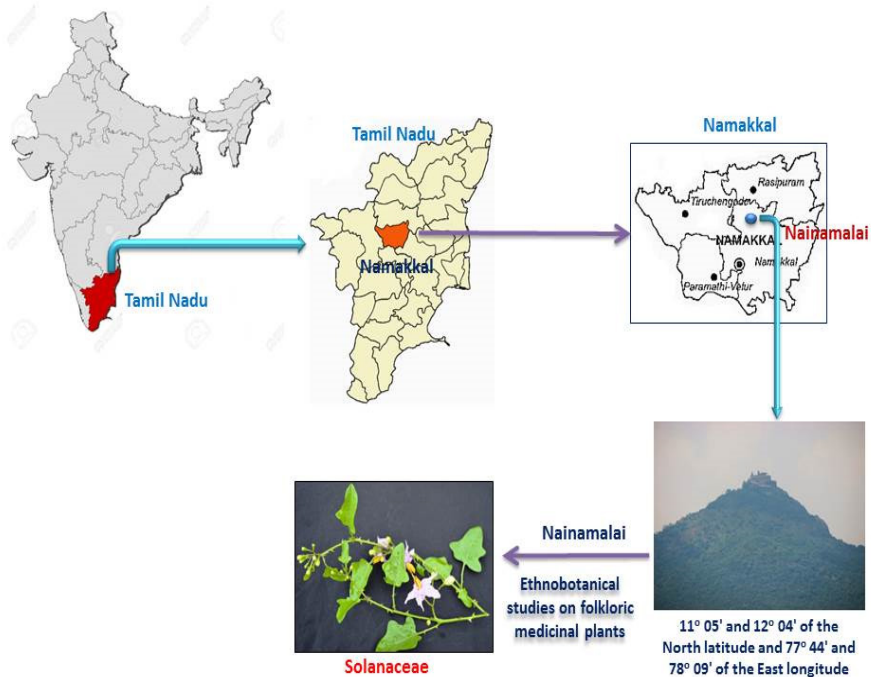 Tamil Nadu
Tamil Nadu
Namakkal
Namakkal
Rasipuram
Tiruchengode
NAMAKKAL
Namakkal
Paramathi-Velur
Nainamalai
11° 05' and 12° 04' of the
North latitude and 77° 44' and
78° 09' of the East longitude
Nainamalai
Ethnobotanical
studies on folkloric
medicinal plants
Solanaceae